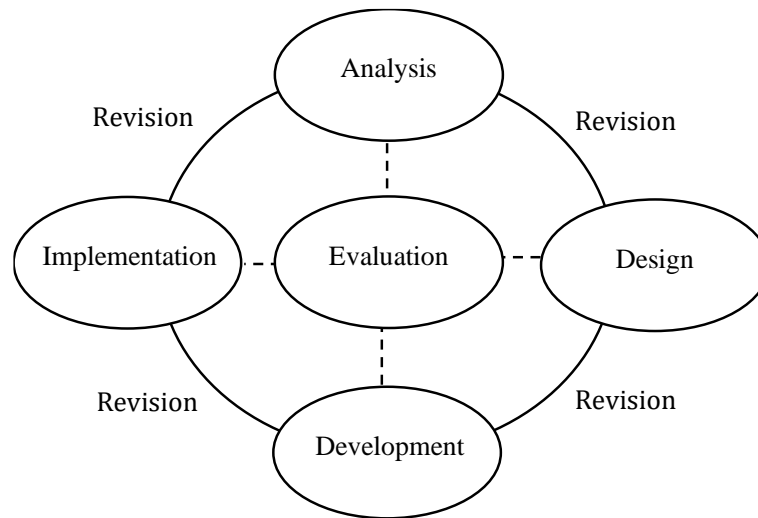 Analysis
Revision
Revision
Implementation
Evaluation
Design
Revision
Revision
Development